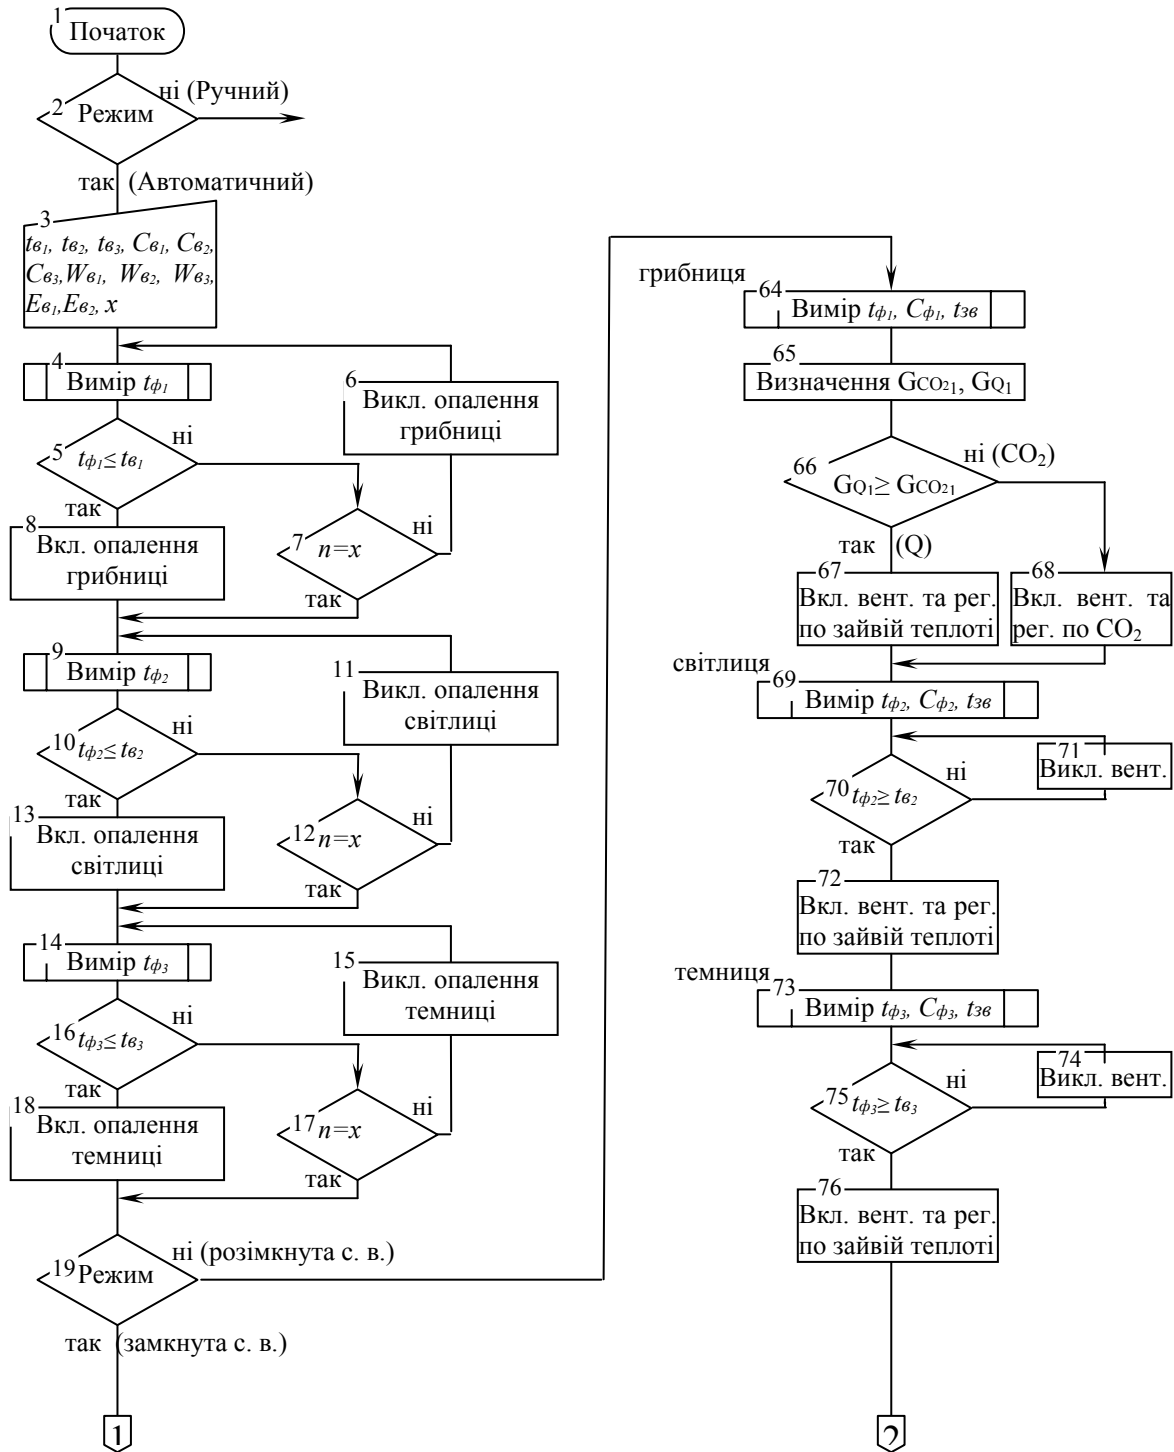 1
Початок
ні (Ручний)
2
Режим
так (Автоматичний)
3
tв₁, tв₂, tв₃, Cв₁, Cв₂,
Cв₃, Wв₁, Wв₂, Wв₃,
Eв₁, Eв₂, x
4
Вимір tф₁
6
Викл. опалення
грибниці
5
tф₁ ≤ tв₁
ні
так
7
n=x
ні
так
8
Вкл. опалення
грибниці
9
Вимір tф₂
11
Викл. опалення
світлиці
10
tф₂ ≤ tв₂
ні
так
12
n=x
ні
так
13
Вкл. опалення
світлиці
14
Вимір tф₃
15
Викл. опалення
темниці
16
tф₃ ≤ tв₃
ні
так
17
n=x
ні
так
18
Вкл. опалення
темниці
19
Режим
ні (розімкнута с. в.)
так (замкнута с. в.)
1
грибниця
64
Вимір tф₁, Cф₁, tзв
65
Визначення GCO₂1, GQ1
66
GQ1 ≥ GCO₂1
ні (CO₂)
так (Q)
67
Вкл. вент. та рег.
по зайвій теплоті
68
Вкл. вент. та
рег. по CO₂
світлиця
69
Вимір tф₂, Cф₂, tзв
70
tф₂ ≥ tв₂
ні
71
Викл. вент.
так
72
Вкл. вент. та рег.
по зайвій теплоті
темниця
73
Вимір tф₃, Cф₃, tзв
74
Викл. вент.
75
tф₃ ≥ tв₃
ні
так
76
Вкл. вент. та рег.
по зайвій теплоті
2